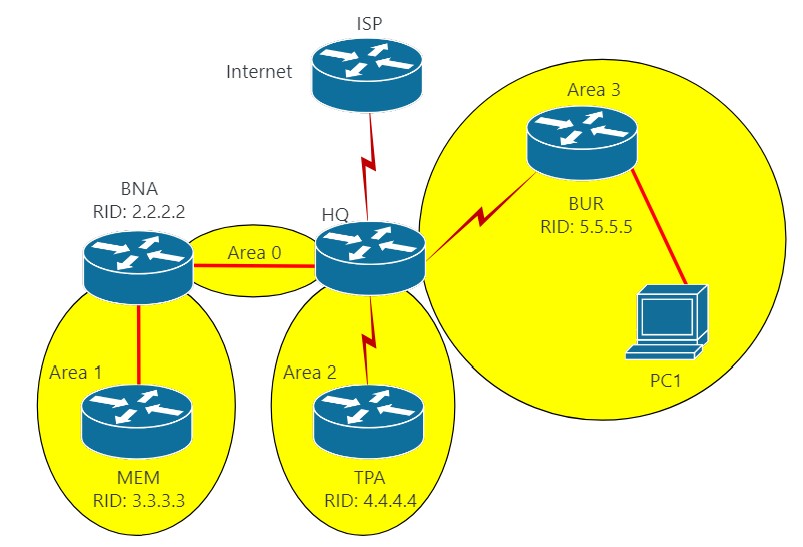 ISP
Internet
Area 3
BNA
RID: 2.2.2.2
HQ
BUR
RID: 5.5.5.5
Area 0
Area 1
Area 2
PC1
MEM
RID: 3.3.3.3
TPA
RID: 4.4.4.4